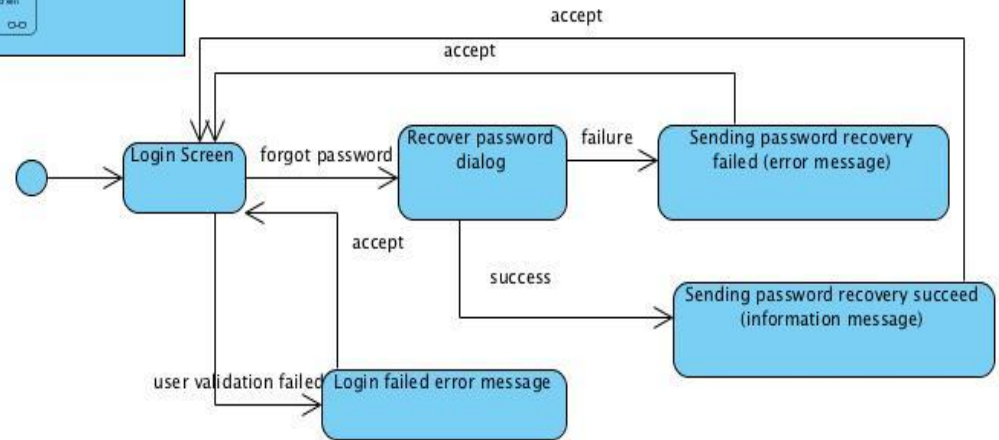 accept
accept
Login Screen
forgot password
Recover password
dialog
failure
Sending password recovery
failed (error message)
accept
success
Sending password recovery succeed
(information message)
user validation failed
Login failed error message